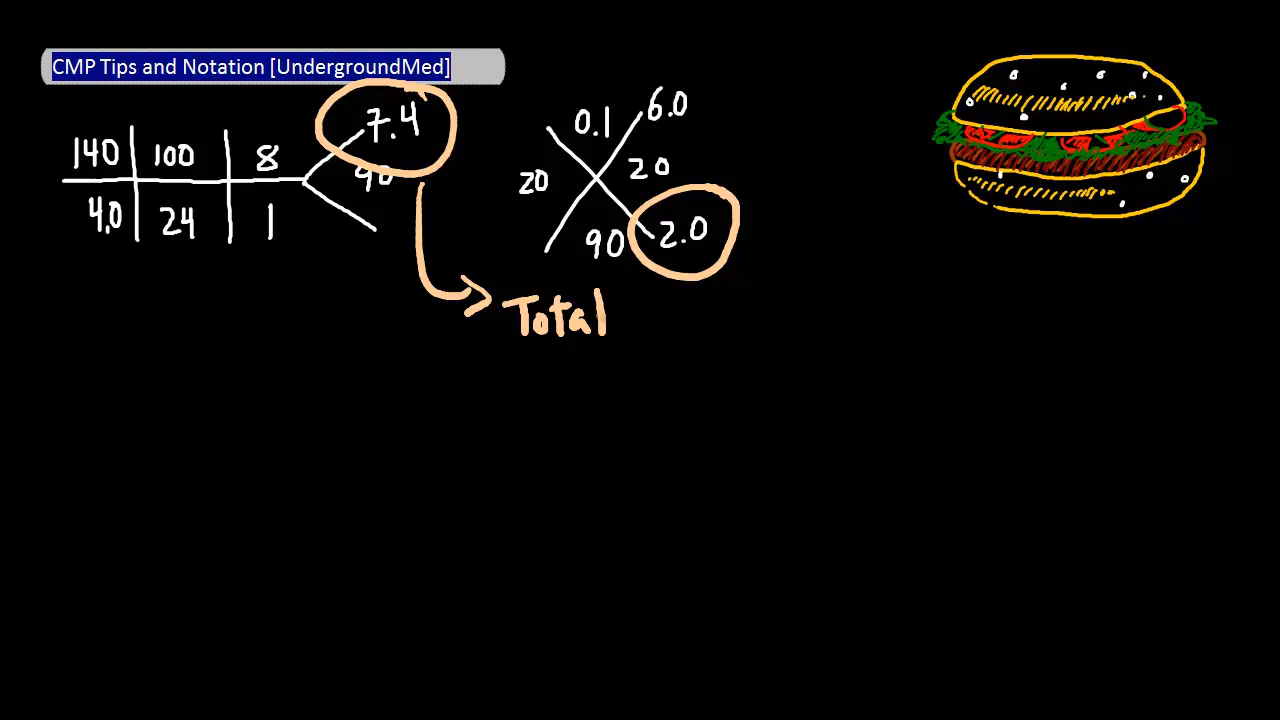 CMP Tips and Notation [UndergroundMed]
140 100 8 7.4
90
4.0 24 1
0.1 6.0
20 20
90 2.0
Total